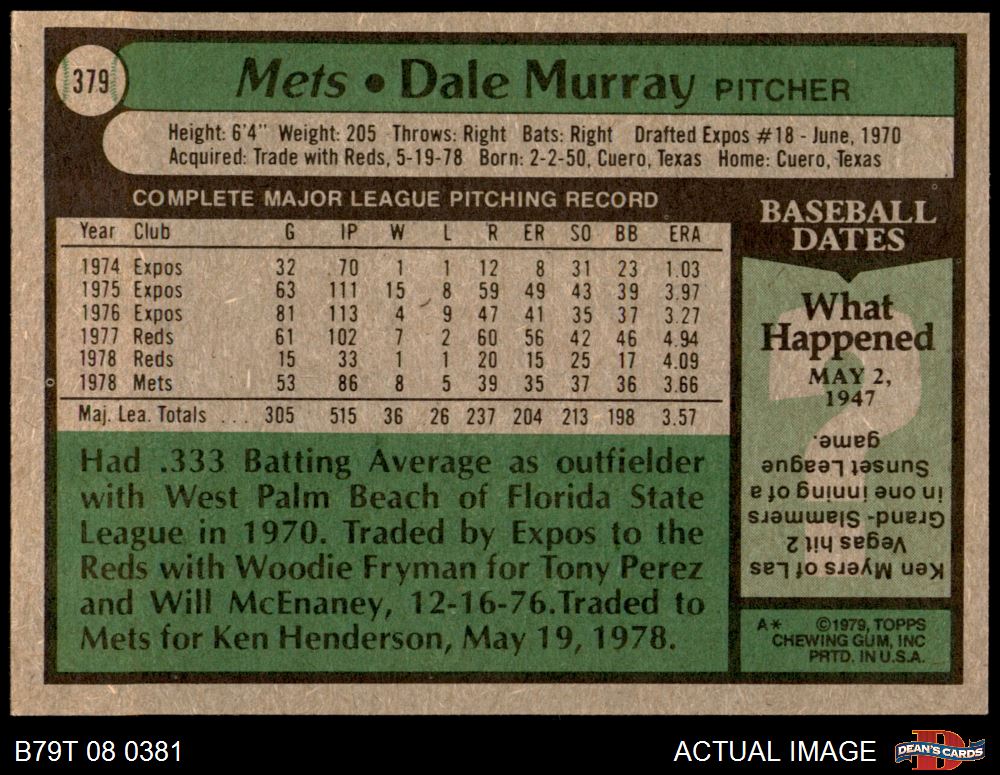 379
Mets • Dale Murray PITCHER
Height: 6'4" Weight: 205 Throws: Right Bats: Right Drafted Expos #18 - June, 1970
Acquired: Trade with Reds, 5-19-78 Born: 2-2-50, Cuero, Texas Home: Cuero, Texas
COMPLETE MAJOR LEAGUE PITCHING RECORD
Year Club G IP W L R ER SO BB ERA
1974 Expos 32 70 1 1 12 8 31 23 1.03
1975 Expos 63 111 15 8 59 49 43 39 3.97
1976 Expos 81 113 4 9 47 41 35 37 3.27
1977 Reds 61 102 7 2 60 56 42 46 4.94
1978 Reds 15 33 1 1 20 15 25 17 4.09
1978 Mets 53 86 8 5 39 35 37 36 3.66
Maj. Lea. Totals ... 305 515 36 26 237 204 213 198 3.57
Had .333 Batting Average as outfielder
with West Palm Beach of Florida State
League in 1970. Traded by Expos to the
Reds with Woodie Fryman for Tony Perez
and Will McEnaney, 12-16-76.Traded to
Mets for Ken Henderson, May 19, 1978.
BASEBALL
DATES
What
Happened
MAY 2,
1947
?
Ken Myers of Las
Vegas hit 2
Grand-Slammers
in one inning of a
Sunset League
game.
A* ©1979, TOPPS
CHEWING GUM, INC
PRTD. IN U.S.A.
B79T 08 0381
ACTUAL IMAGE
D
DEAN'S CARDS